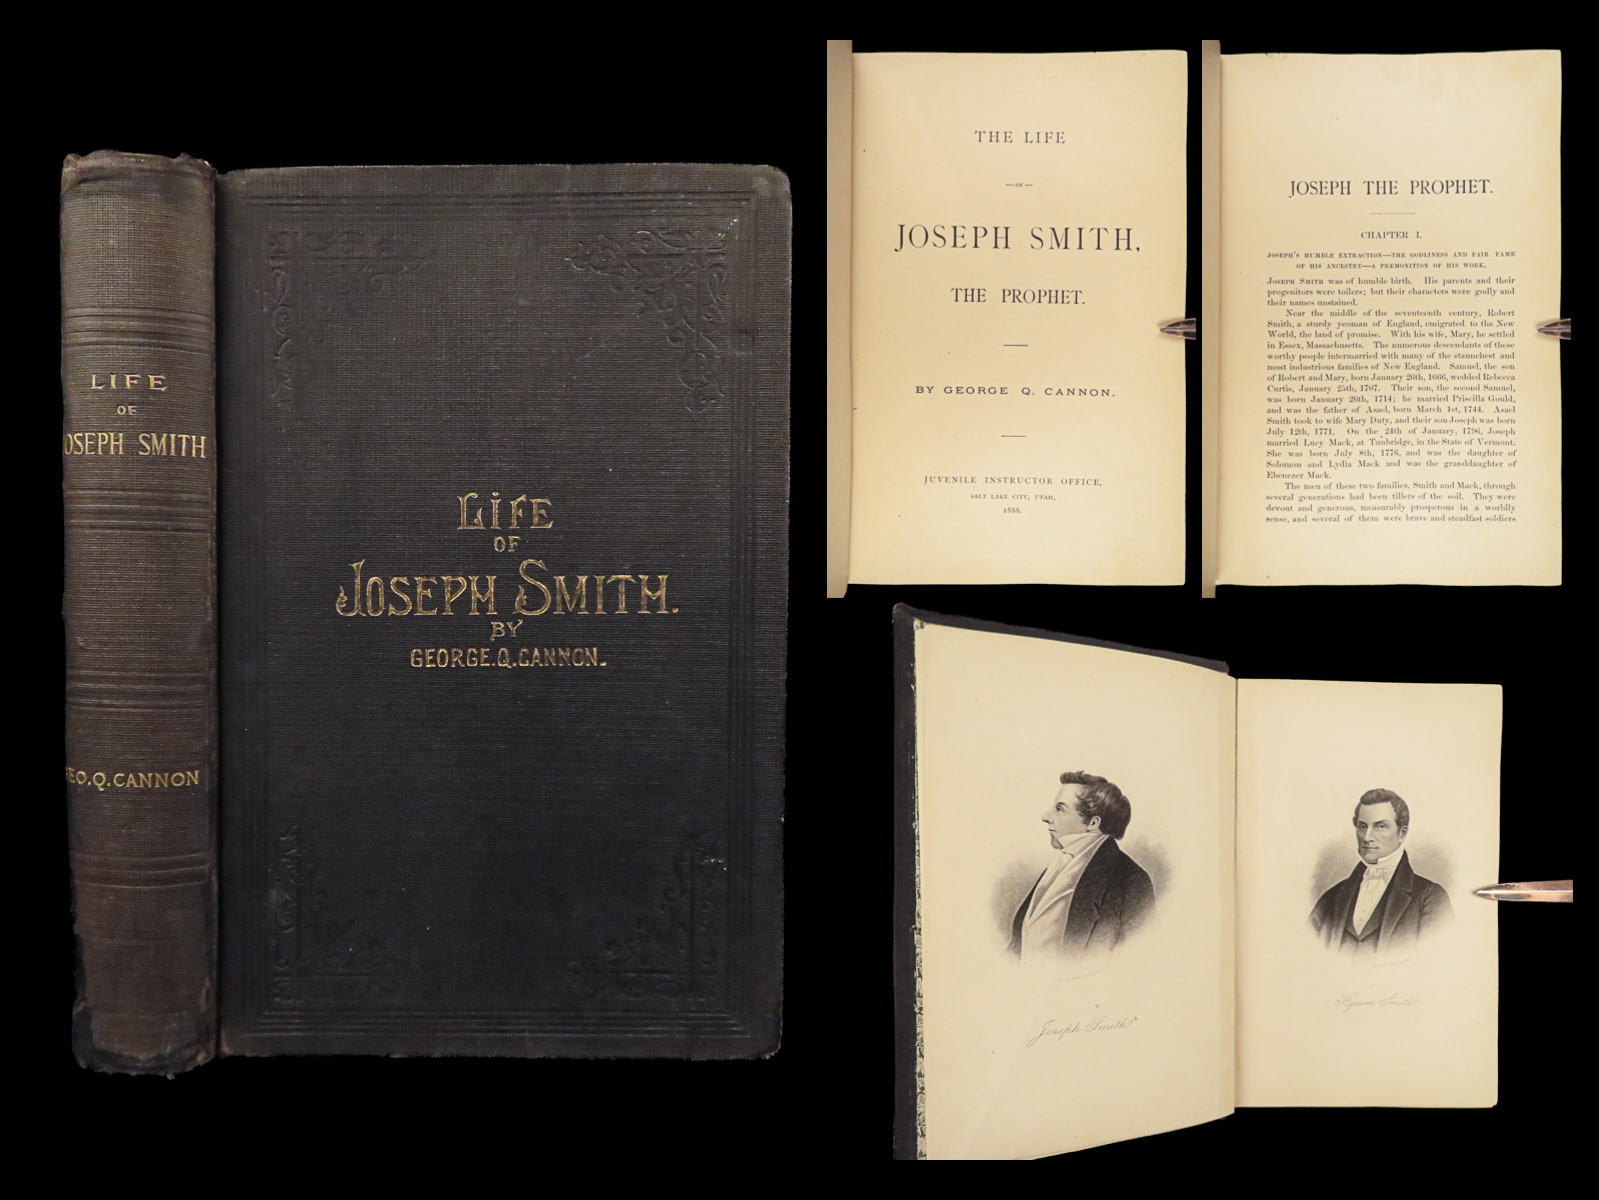 LIFE
OF
JOSEPH SMITH
GEO.Q.CANNON
LIFE
OF
JOSEPH SMITH.
BY
GEORGE.Q.CANNON.
THE LIFE
—OF—
JOSEPH SMITH,
THE PROPHET.
BY GEORGE Q. CANNON.
JUVENILE INSTRUCTOR OFFICE,
SALT LAKE CITY, UTAH,
1888.
JOSEPH THE PROPHET.
CHAPTER I.
JOSEPH'S HUMBLE EXTRACTION—THE GODLINESS AND FAIR FAME
OF HIS ANCESTRY—A PREMONITION OF HIS WORK.
JOSEPH SMITH was of humble birth. His parents and their
progenitors were toilers; but their characters were godly and
their names unstained.
Near the middle of the seventeenth century, Robert
Smith, a sturdy yeoman of England, emigrated to the New
World, the land of promise. With his wife, Mary, he settled
in Essex, Massachusetts. The numerous descendants of these
worthy people intermarried with many of the staunchest and
most industrious families of New England. Samuel, the son
of Robert and Mary, born January 26th, 1666, wedded Rebecca
Curtis, January 25th, 1707. Their son, the second Samuel,
was born January 26th, 1714; he married Priscilla Gould,
and was the father of Asael, born March 1st, 1744. Asael
Smith took to wife Mary Duty, and their son Joseph was born
July 12th, 1771. On the 24th of January, 1796, Joseph
married Lucy Mack, at Tunbridge, in the State of Vermont.
She was born July 8th, 1776, and was the daughter of
Solomon and Lydia Mack and was the granddaughter of
Ebenezer Mack.
The men of these two families, Smith and Mack, through
several generations had been tillers of the soil. They were
devout and generous, measurably prosperous in a worldly
sense, and several of them were brave and steadfast soldiers
Joseph Smith
Hyrum Smith